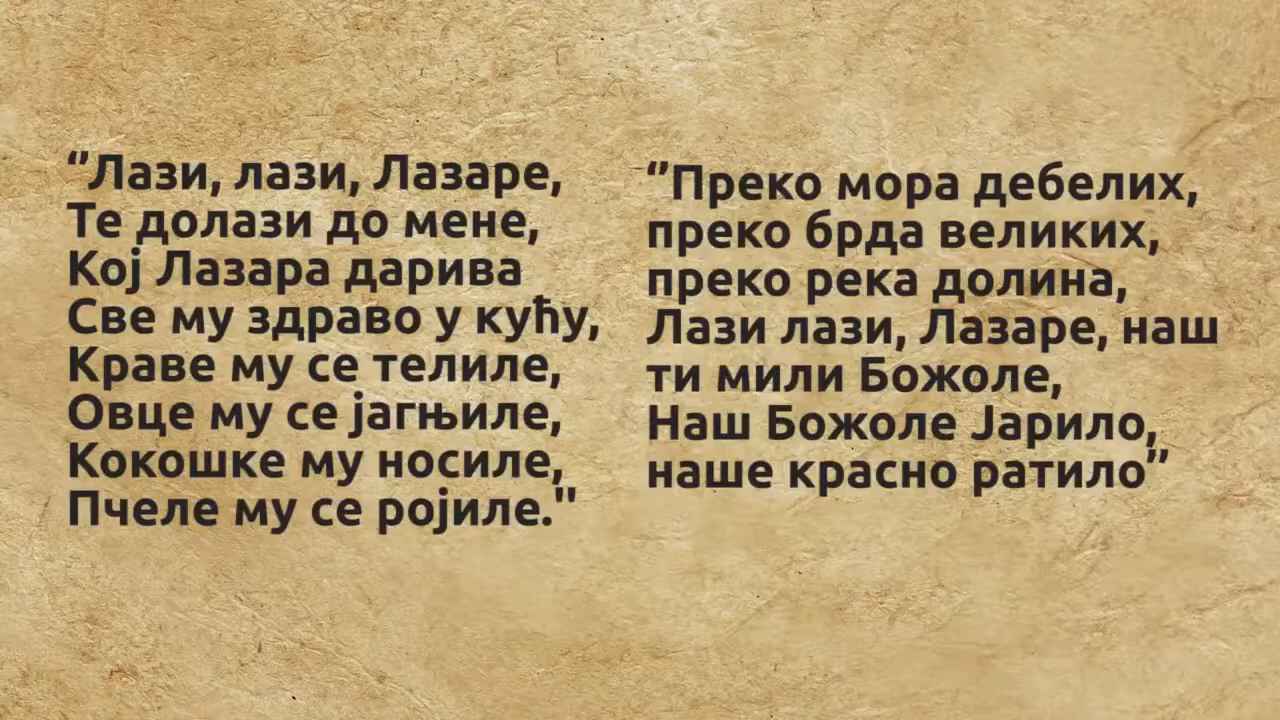 “Лази, лази, Лазаре,
Те долази до мене,
Кој Лазара дарива
Све му здраво у кућу,
Краве му се телиле,
Овце му се јагњиле,
Кокошке му носиле,
Пчеле му се ројиле."
“Преко мора дебелих,
преко брда великих,
преко река долина,
Лази лази, Лазаре, наш
ти мили Божоле,
Наш Божоле Јарило,
наше красно ратило”